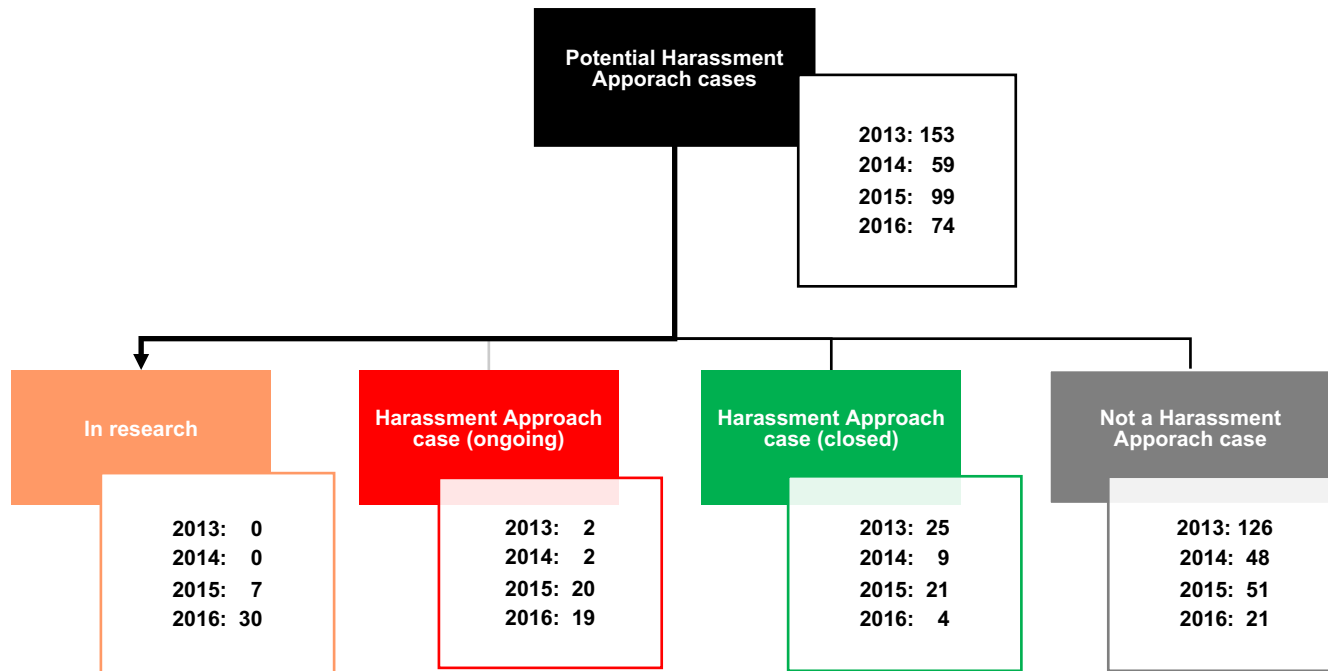 Potential Harassment
Apporach cases
2013: 153
2014: 59
2015: 99
2016: 74
In research
2013: 0
2014: 0
2015: 7
2016: 30
Harassment Approach
case (ongoing)
2013: 2
2014: 2
2015: 20
2016: 19
Harassment Approach
case (closed)
2013: 25
2014: 9
2015: 21
2016: 4
Not a Harassment
Apporach case
2013: 126
2014: 48
2015: 51
2016: 21